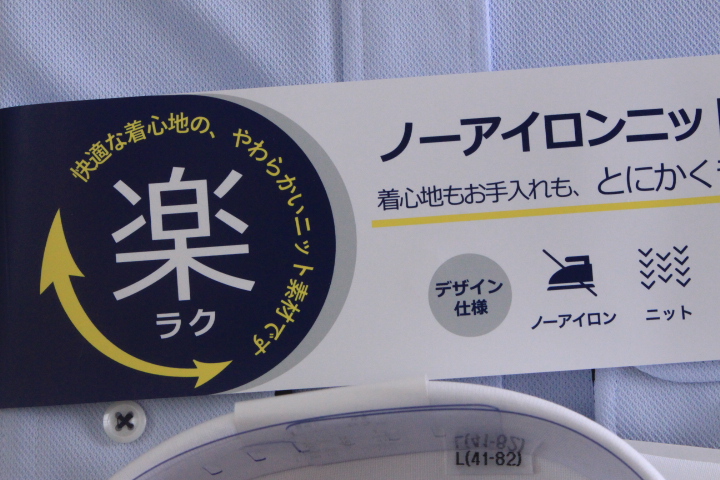 快適な着心地の、やわらかいニット素材です
楽
ラク
ノーアイロンニット
着心地もお手入れも、とにかく
デザイン
仕様
ノーアイロン
ニット
L(41-82)